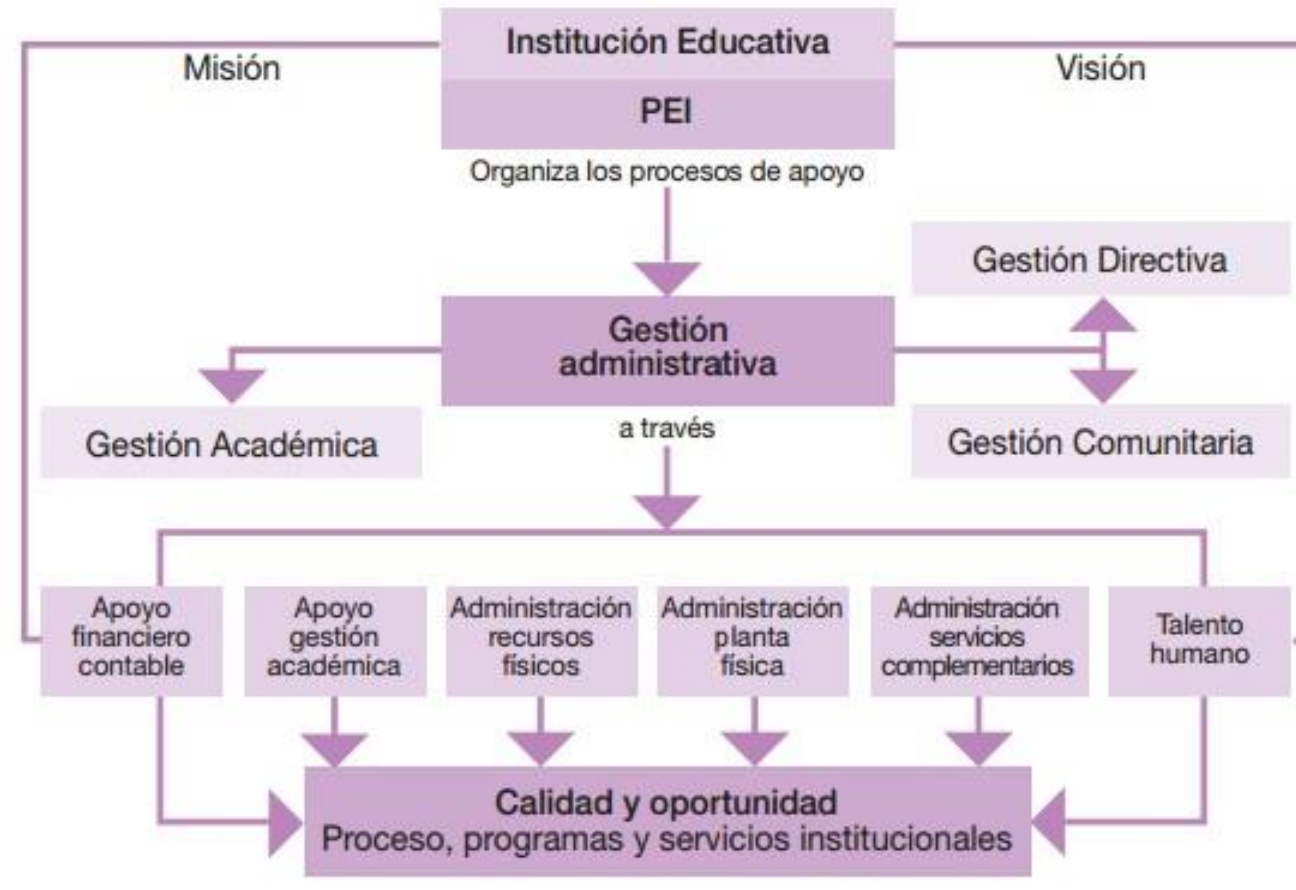 Institución Educativa
Misión
Visión
PEI
Organiza los procesos de apoyo
Gestión Directiva
Gestión
administrativa
Gestión Académica
a través
Gestión Comunitaria
Apoyo
financiero
contable
Apoyo
gestión
académica
Administración
recursos
físicos
Administración
planta
física
Administración
servicios
complementarios
Talento
humano
Calidad y oportunidad
Proceso, programas y servicios institucionales